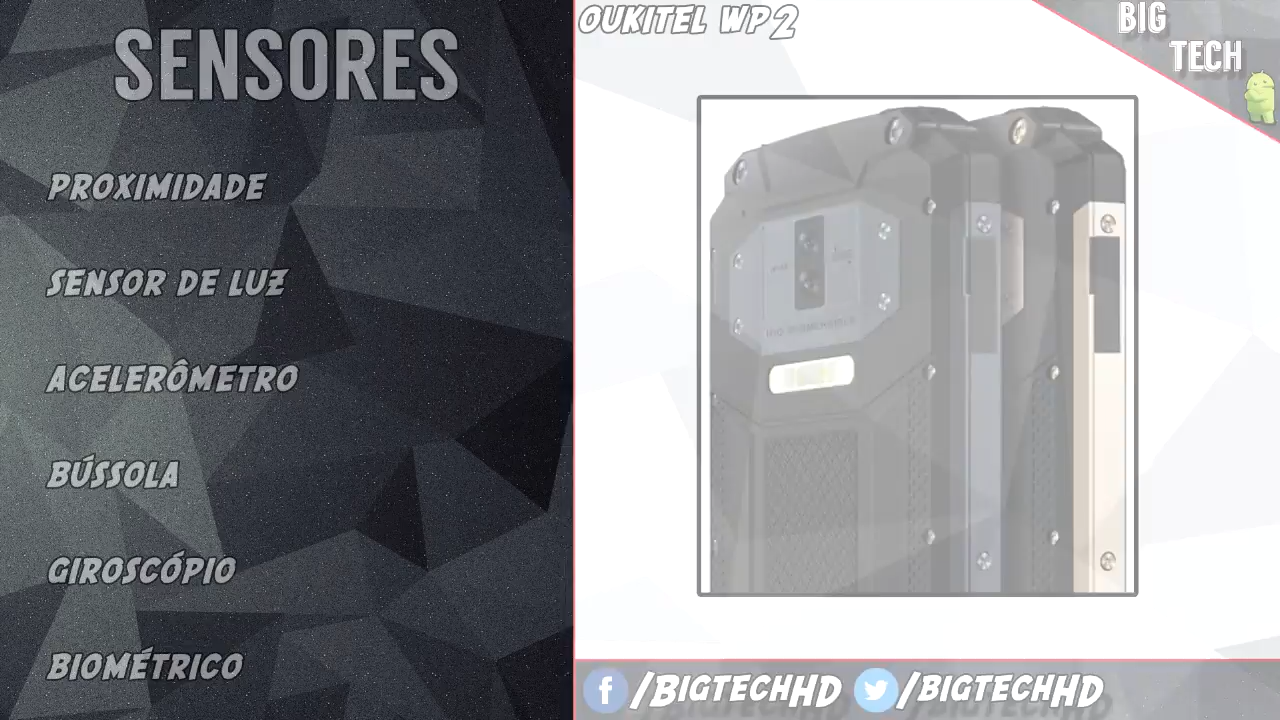 SENSORES
PROXIMIDADE
SENSOR DE LUZ
ACELERÔMETRO
BÚSSOLA
GIROSCÓPIO
BIOMÉTRICO
OUKITEL WP2
BIG
TECH
/BIGTECHHD
/BIGTECHHD